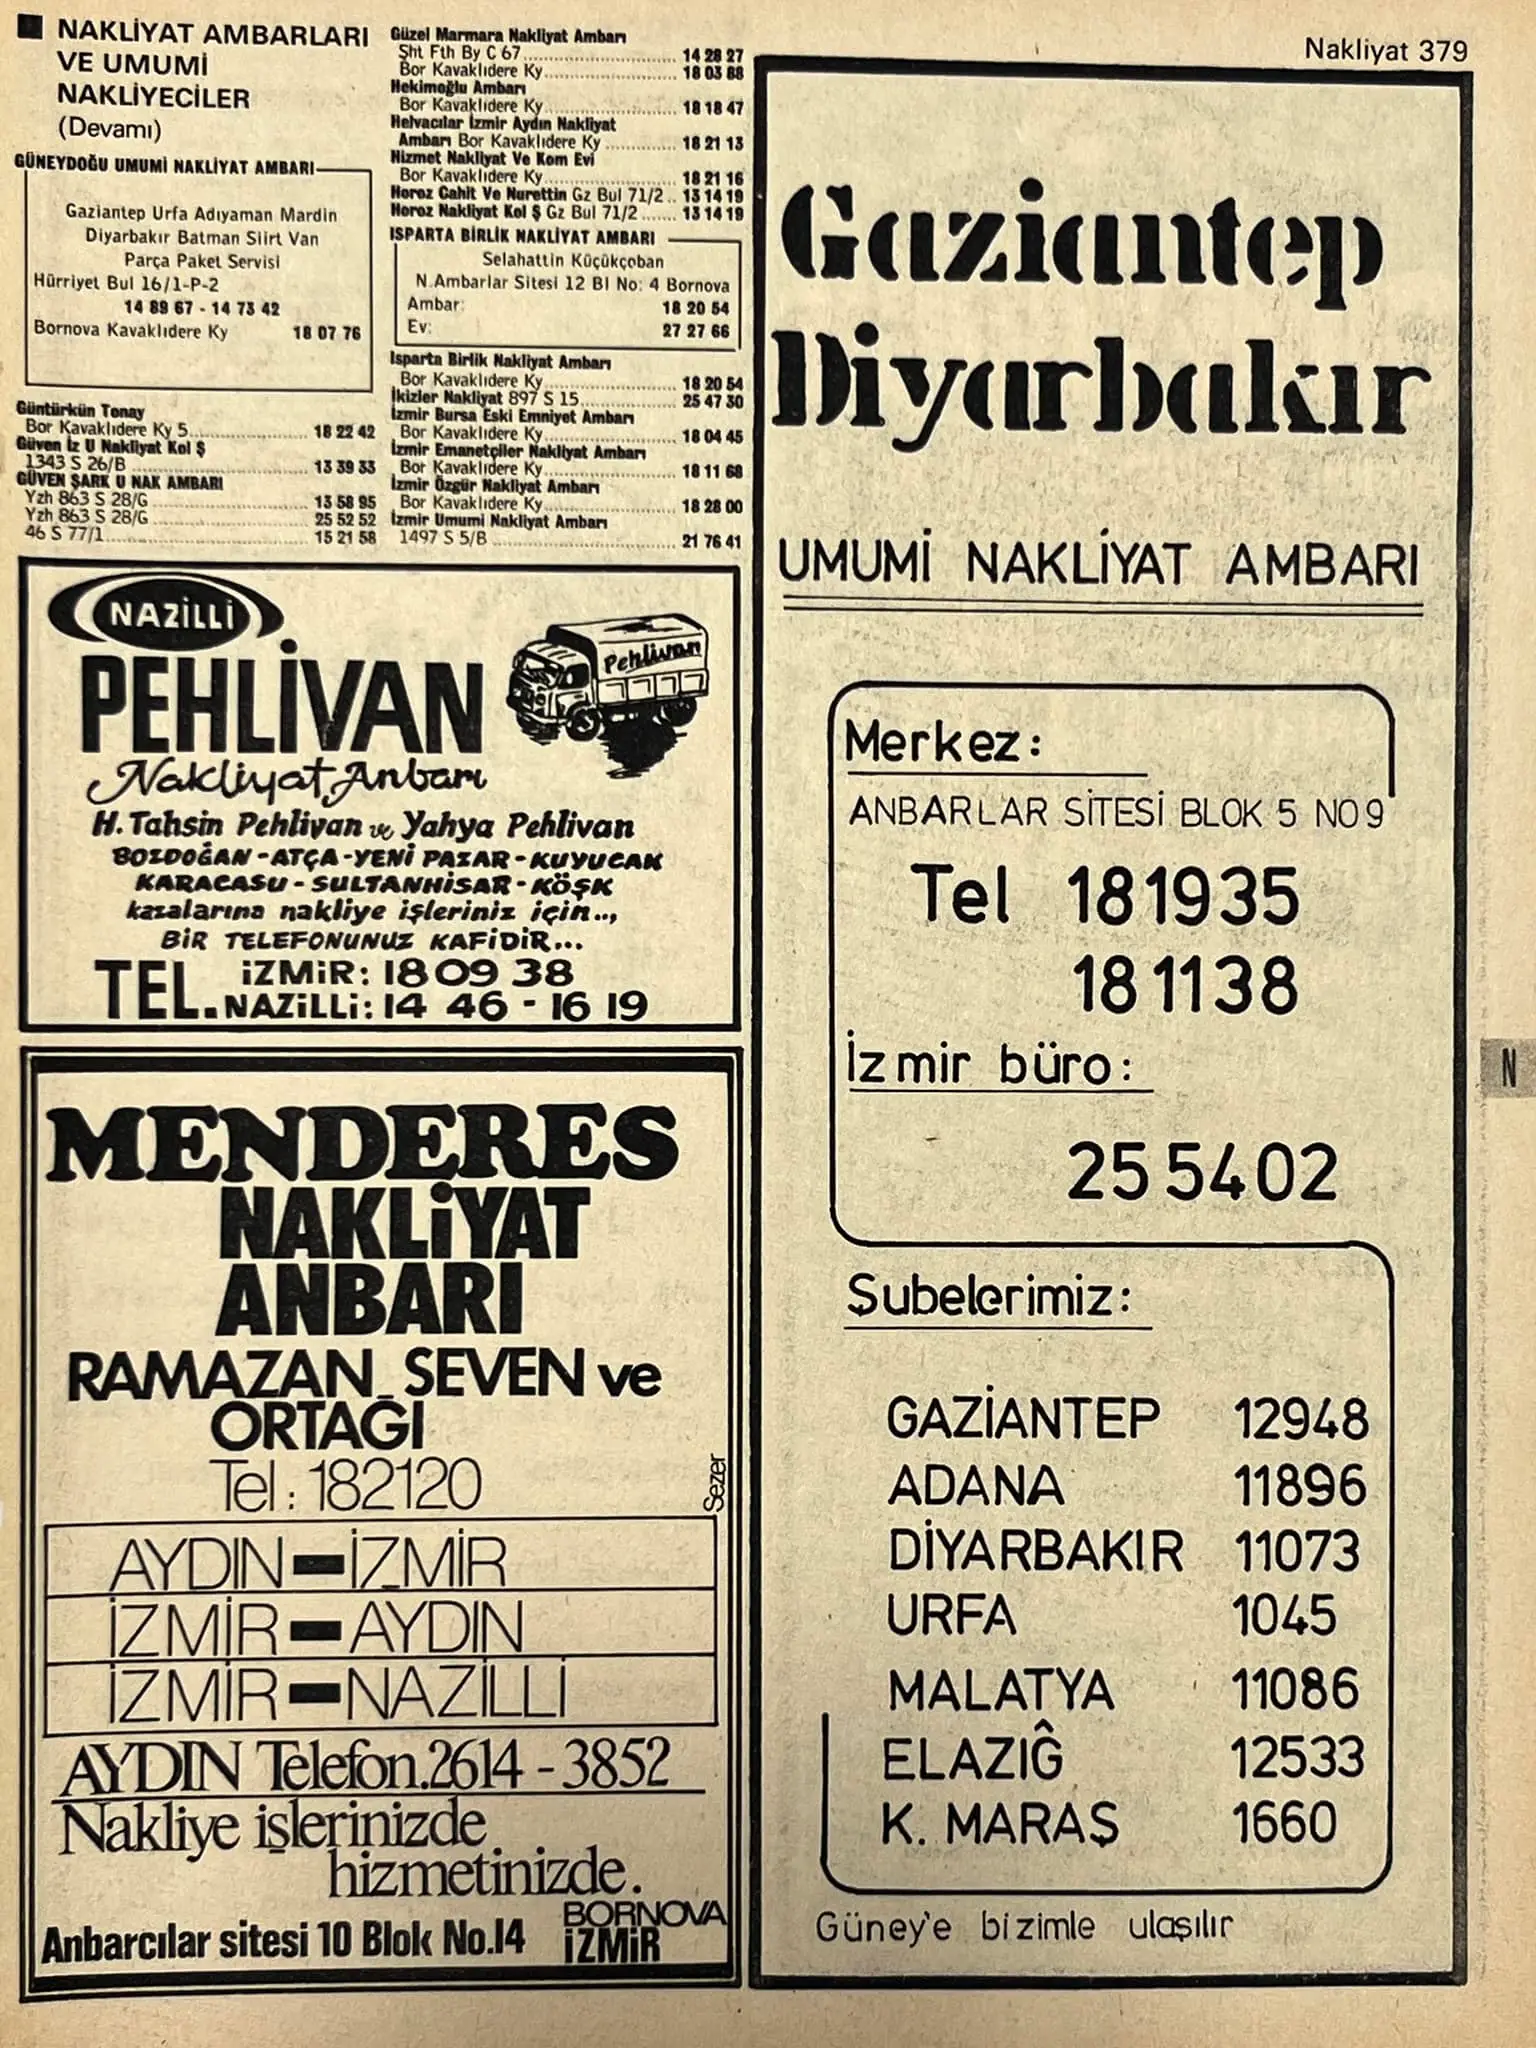 Nakliyat 379
■ NAKLİYAT AMBARLARI
VE UMUMİ
NAKLİYECİLER
(Devamı)
GÜNEYDOĞU UMUMİ NAKLİYAT AMBARI
Gaziantep Urfa Adıyaman Mardin
Diyarbakır Batman Siirt Van
Parça Paket Servisi
Hürriyet Bul 16/1-P-2
14 89 67 - 14 73 42
Bornova Kavaklıdere Ky 18 07 76
Güntürkün Tonay
Bor Kavaklıdere Ky 5 18 22 42
Güven İz U Nakliyat Kol Ş
1343 S 26/B 13 39 33
GÜVEN ŞARK U NAK AMBARI
Yzh 863 S 28/G 13 58 95
Yzh 863 S 28/G 25 52 52
46 S 77/1 15 21 58
Güzel Marmara Nakliyat Ambarı
Şht Fth By C 67 14 28 27
Bor Kavaklıdere Ky 18 03 88
Hekimoğlu Ambarı
Bor Kavaklıdere Ky 18 18 47
Helvacılar İzmir Aydın Nakliyat
Ambarı Bor Kavaklıdere Ky 18 21 13
Hizmet Nakliyat Ve Kom Evi
Bor Kavaklıdere Ky 18 21 16
Horoz Cahit Ve Nurettin Gz Bul 71/2 13 14 19
Horoz Nakliyat Kol Ş Gz Bul 71/2 13 14 19
ISPARTA BİRLİK NAKLİYAT AMBARI
Selahattin Küçükçoban
N.Ambarlar Sitesi 12 Bl No: 4 Bornova
Ambar: 18 20 54
Ev: 27 27 66
Isparta Birlik Nakliyat Ambarı
Bor Kavaklıdere Ky 18 20 54
İkizler Nakliyat 897 S 15 25 47 30
İzmir Bursa Eski Emniyet Ambarı
Bor Kavaklıdere Ky 18 04 45
İzmir Emanetçiler Nakliyat Ambarı
Bor Kavaklıdere Ky 18 11 68
İzmir Özgür Nakliyat Ambarı
Bor Kavaklıdere Ky 18 28 00
İzmir Umumi Nakliyat Ambarı
1497 S 5/B 21 76 41
NAZİLLİ
PEHLİVAN
Pehlivan
Nakliyat Anbarı
H. Tahsin Pehlivan ve Yahya Pehlivan
BOZDOĞAN - ATÇA - YENİ PAZAR - KUYUCAK
KARACASU - SULTANHİSAR - KÖŞK
kazalarına nakliye işleriniz için..,
BİR TELEFONUNUZ KAFİDİR...
TEL. İZMİR: 18 09 38
NAZİLLİ: 14 46 - 16 19
MENDERES
NAKLİYAT
ANBARI
RAMAZAN SEVEN ve
ORTAĞI
Tel : 182120
Sezer
AYDIN - İZMİR
İZMİR - AYDIN
İZMİR - NAZİLLİ
AYDIN Telefon.2614 - 3852
Nakliye işlerinizde
hizmetinizde.
Anbarcılar sitesi 10 Blok No.14 BORNOVA
İZMİR
Gaziantep
Diyarbakır
UMUMİ NAKLİYAT AMBARI
Merkez:
ANBARLAR SİTESİ BLOK 5 NO 9
Tel 181935
181138
İzmir büro:
25 5402
Şubelerimiz:
GAZİANTEP 12948
ADANA 11896
DİYARBAKIR 11073
URFA 1045
MALATYA 11086
ELAZIĞ 12533
K. MARAŞ 1660
Güney'e bizimle ulaşılır
N